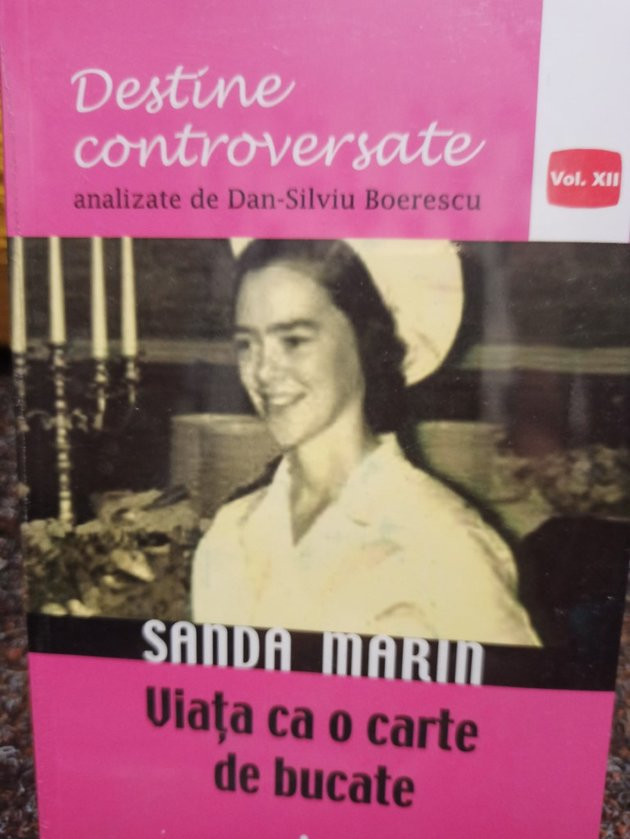 Destine
controversate
analizate de Dan-Silviu Boerescu
Vol. XII
SANDA MARIN
Viața ca o carte
de bucate